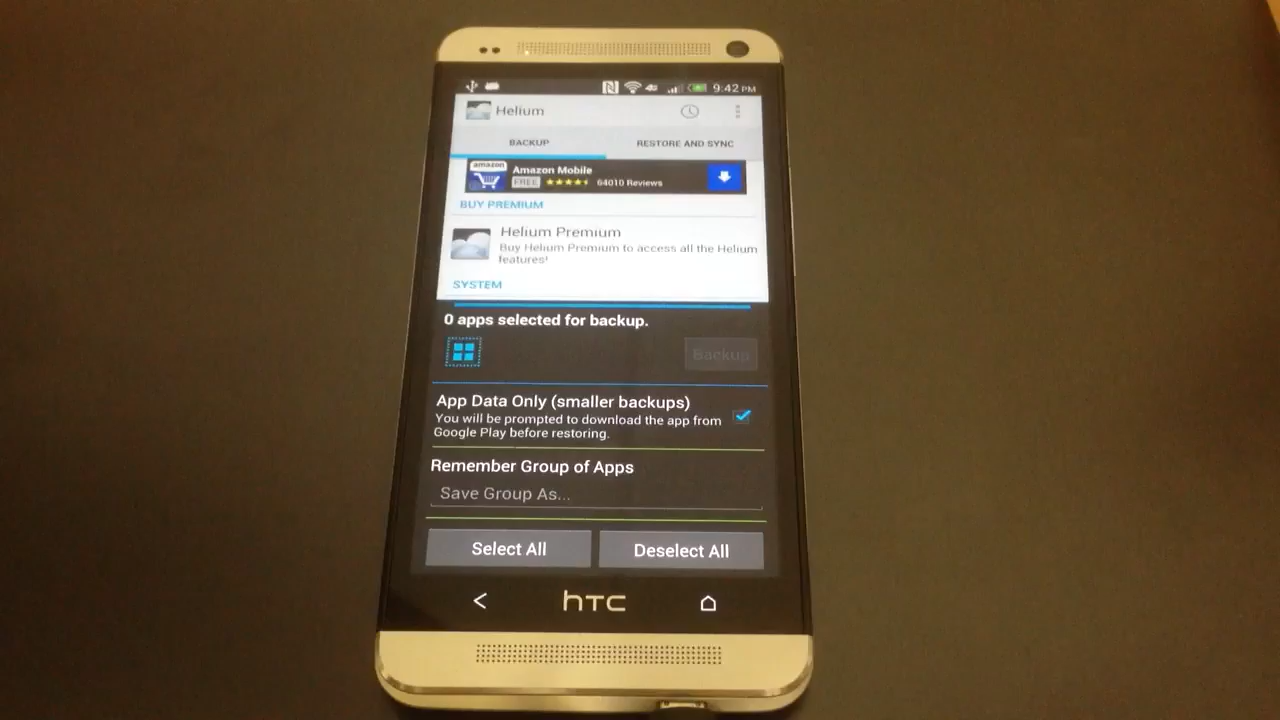 9:42 PM
Helium
BACKUP
RESTORE AND SYNC
amazon
Amazon Mobile
FREE
64010 Reviews
BUY PREMIUM
Helium Premium
Buy Helium Premium to access all the Helium
features!
SYSTEM
0 apps selected for backup.
Backup
App Data Only (smaller backups)
You will be prompted to download the app from
Google Play before restoring.
Remember Group of Apps
Save Group As...
Select All
Deselect All
hTC